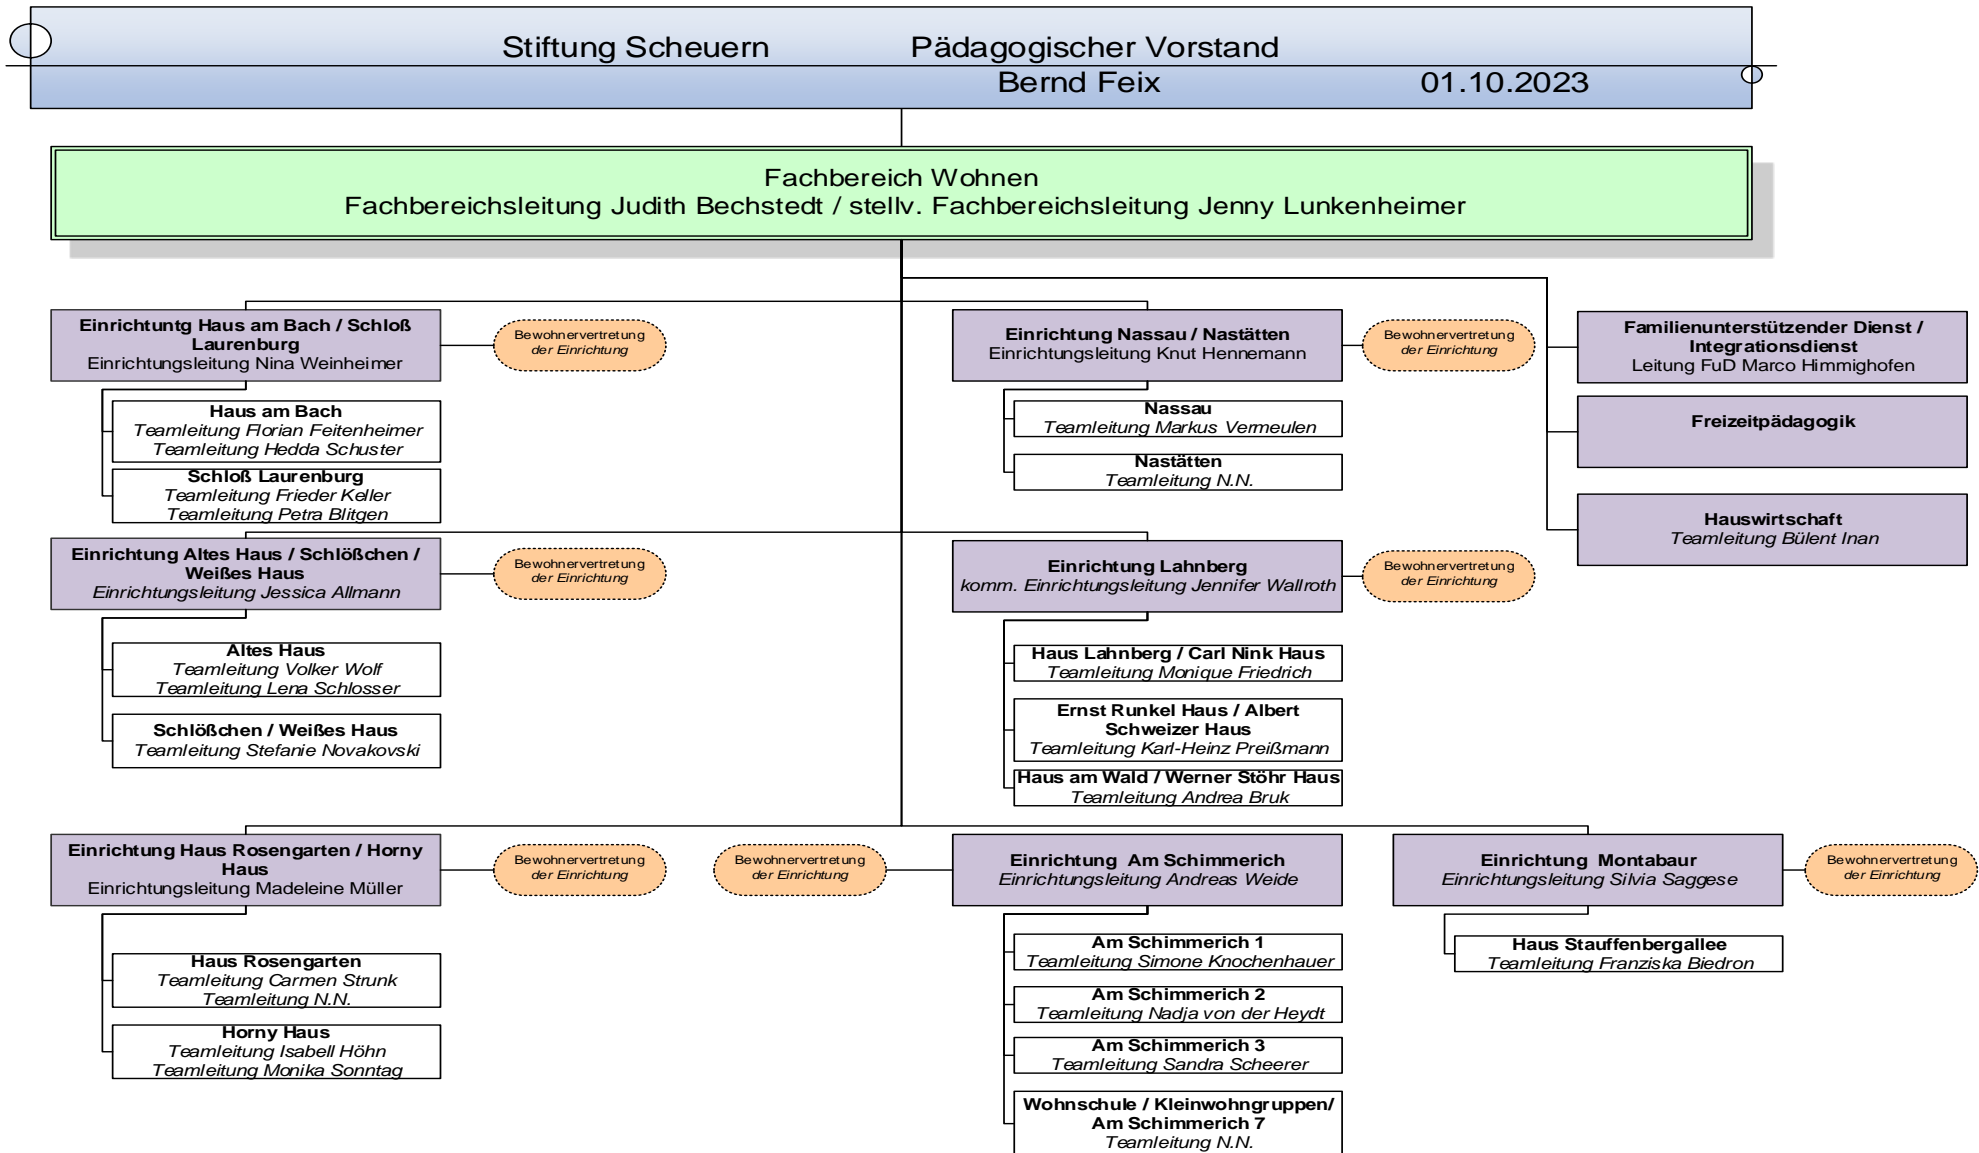 Stiftung Scheuern Pädagogischer Vorstand
Bernd Feix 01.10.2023
Fachbereich Wohnen
Fachbereichsleitung Judith Bechstedt / stellv. Fachbereichsleitung Jenny Lunkenheimer
Einrichtuntg Haus am Bach / Schloß
Laurenburg
Einrichtungsleitung Nina Weinheimer
Bewohnervertretung
der Einrichtung
Haus am Bach
Teamleitung Florian Feitenheimer
Teamleitung Hedda Schuster
Schloß Laurenburg
Teamleitung Frieder Keller
Teamleitung Petra Blitgen
Einrichtung Nassau / Nastätten
Einrichtungsleitung Knut Hennemann
Bewohnervertretung
der Einrichtung
Nassau
Teamleitung Markus Vermeulen
Nastätten
Teamleitung N.N.
Familienunterstützender Dienst /
Integrationsdienst
Leitung FuD Marco Himmighofen
Freizeitpädagogik
Hauswirtschaft
Teamleitung Bülent Inan
Einrichtung Altes Haus / Schlößchen /
Weißes Haus
Einrichtungsleitung Jessica Allmann
Bewohnervertretung
der Einrichtung
Altes Haus
Teamleitung Volker Wolf
Teamleitung Lena Schlosser
Schlößchen / Weißes Haus
Teamleitung Stefanie Novakovski
Einrichtung Lahnberg
komm. Einrichtungsleitung Jennifer Wallroth
Bewohnervertretung
der Einrichtung
Haus Lahnberg / Carl Nink Haus
Teamleitung Monique Friedrich
Ernst Runkel Haus / Albert
Schweizer Haus
Teamleitung Karl-Heinz Preißmann
Haus am Wald / Werner Stöhr Haus
Teamleitung Andrea Bruk
Einrichtung Haus Rosengarten / Horny
Haus
Einrichtungsleitung Madeleine Müller
Bewohnervertretung
der Einrichtung
Haus Rosengarten
Teamleitung Carmen Strunk
Teamleitung N.N.
Horny Haus
Teamleitung Isabell Höhn
Teamleitung Monika Sonntag
Bewohnervertretung
der Einrichtung
Einrichtung Am Schimmerich
Einrichtungsleitung Andreas Weide
Am Schimmerich 1
Teamleitung Simone Knochenhauer
Am Schimmerich 2
Teamleitung Nadja von der Heydt
Am Schimmerich 3
Teamleitung Sandra Scheerer
Wohnschule / Kleinwohngruppen/
Am Schimmerich 7
Teamleitung N.N.
Einrichtung Montabaur
Einrichtungsleitung Silvia Saggese
Bewohnervertretung
der Einrichtung
Haus Stauffenbergallee
Teamleitung Franziska Biedron